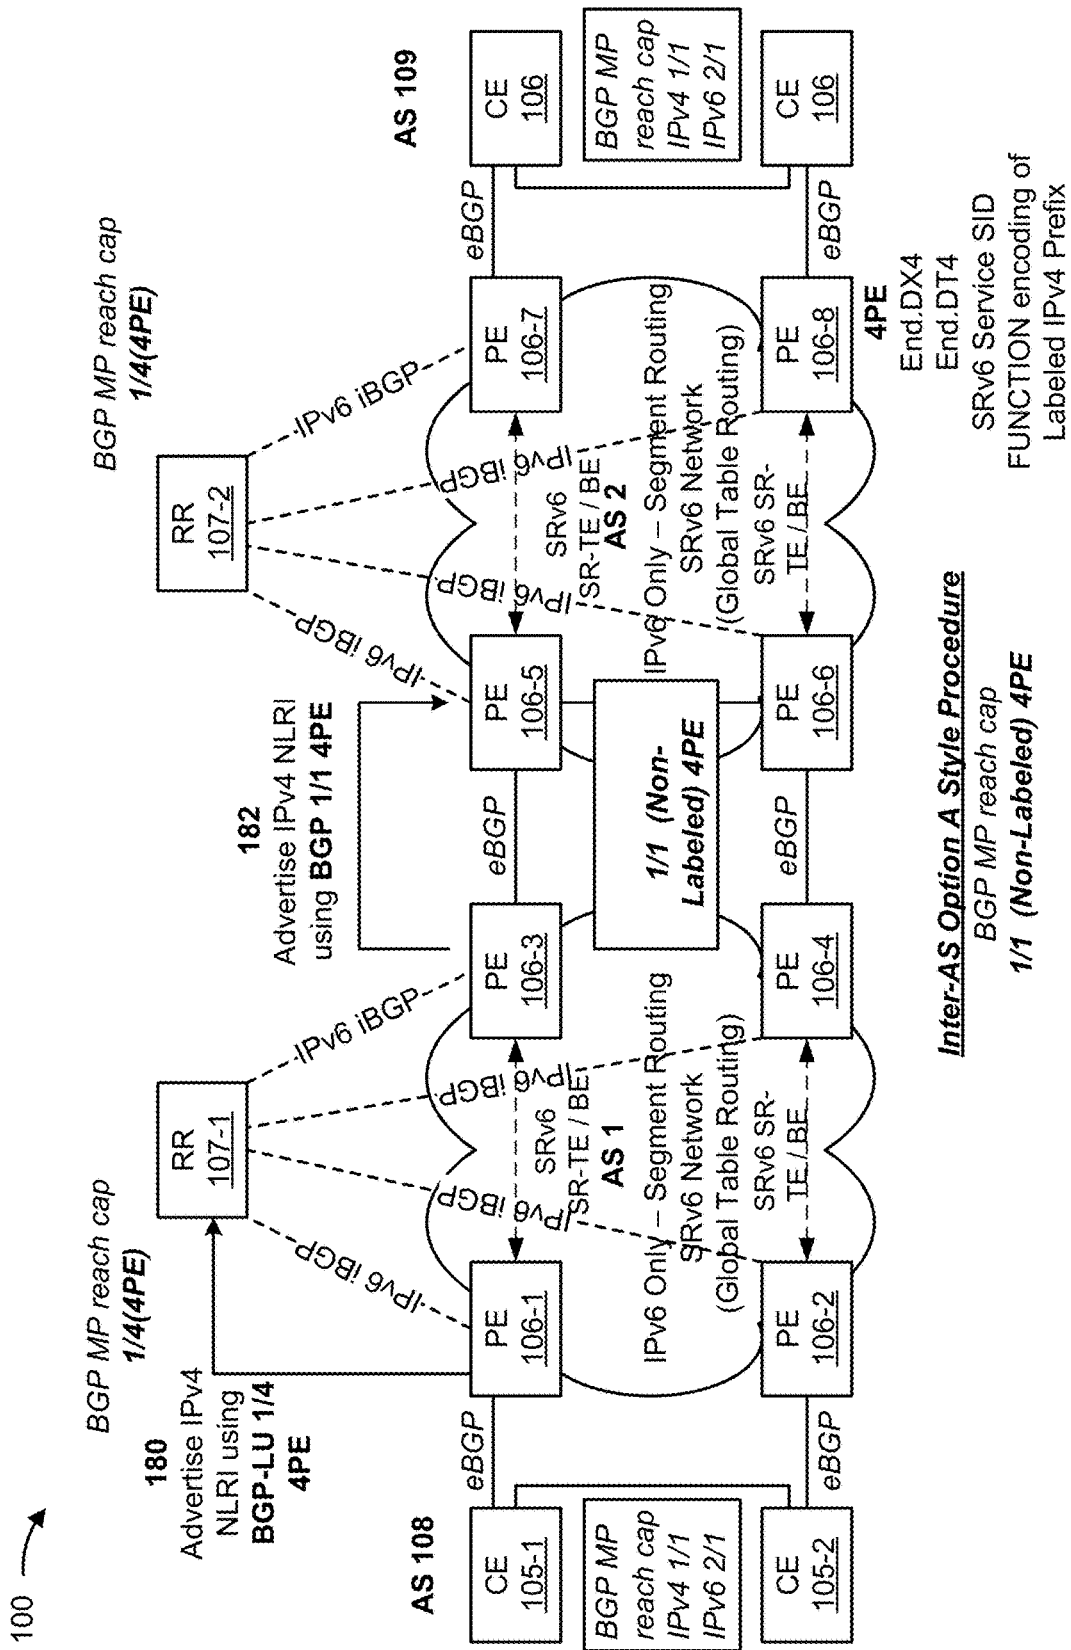 100
BGP MP reach cap
1/4(4PE)
180
Advertise IPv4
NLRI using
BGP-LU 1/4
4PE
RR
107-1
IPv6 iBGP
IPv6 iBGP
IPv6 iBGP
IPv6 iBGP
182
Advertise IPv4 NLRI
using BGP 1/1 4PE
BGP MP reach cap
1/4(4PE)
RR
107-2
IPv6 iBGP
IPv6 iBGP
IPv6 iBGP
IPv6 iBGP
AS 108
CE
105-1
eBGP
PE
106-1
SRv6
SR-TE / BE
AS 1
PE
106-3
eBGP
PE
106-5
SRv6
SR-TE / BE
AS 2
PE
106-7
eBGP
AS 109
CE
106
BGP MP
reach cap
IPv4 1/1
IPv6 2/1
IPv6 Only – Segment Routing
SRv6 Network
(Global Table Routing)
1/1 (Non-
Labeled) 4PE
IPv6 Only – Segment Routing
SRv6 Network
(Global Table Routing)
BGP MP
reach cap
IPv4 1/1
IPv6 2/1
CE
105-2
eBGP
PE
106-2
SRv6 SR-
TE / BE
PE
106-4
eBGP
PE
106-6
SRv6 SR-
TE / BE
PE
106-8
eBGP
CE
106
4PE
End.DX4
End.DT4
SRv6 Service SID
FUNCTION encoding of
Labeled IPv4 Prefix
Inter-AS Option A Style Procedure
BGP MP reach cap
1/1 (Non-Labeled) 4PE